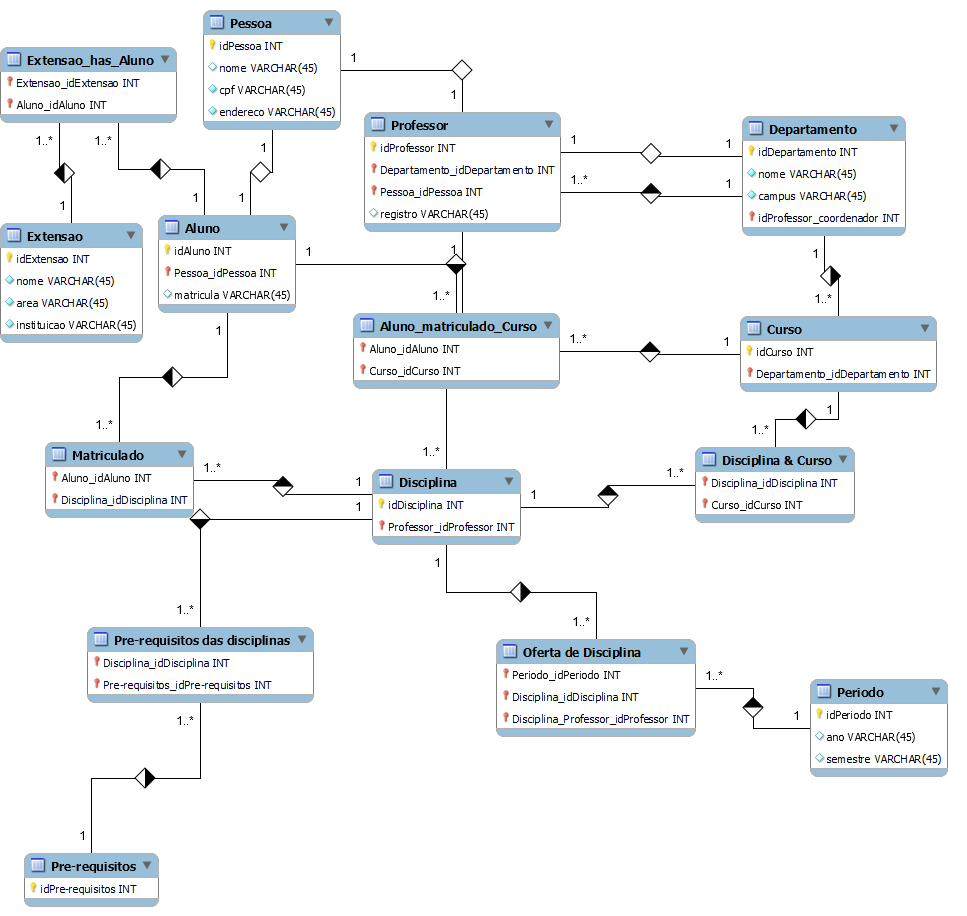 Pessoa
idPessoa INT
nome VARCHAR(45)
cpf VARCHAR(45)
endereco VARCHAR(45)
Extensao_has_Aluno
Extensao_idExtensao INT
Aluno_idAluno INT
1
1
Professor
idProfessor INT
Departamento_idDepartamento INT
Pessoa_idPessoa INT
registro VARCHAR(45)
Departamento
idDepartamento INT
nome VARCHAR(45)
campus VARCHAR(45)
idProfessor_coordenador INT
1
1
1..*
1
1..*
1..*
1
1
1
1
Extensao
idExtensao INT
nome VARCHAR(45)
area VARCHAR(45)
instituicao VARCHAR(45)
Aluno
idAluno INT
Pessoa_idPessoa INT
matricula VARCHAR(45)
1
1
1..*
1
1..*
Aluno_matriculado_Curso
Aluno_idAluno INT
Curso_idCurso INT
1..*
1
Curso
idCurso INT
Departamento_idDepartamento INT
1
1..*
1
1..*
1..*
Matriculado
Aluno_idAluno INT
Disciplina_idDisciplina INT
1..*
1
1
Disciplina
idDisciplina INT
Professor_idProfessor INT
1
1..*
Disciplina & Curso
Disciplina_idDisciplina INT
Curso_idCurso INT
1
1..*
1..*
Pre-requisitos das disciplinas
Disciplina_idDisciplina INT
Pre-requisitos_idPre-requisitos INT
Oferta de Disciplina
Periodo_idPeriodo INT
Disciplina_idDisciplina INT
Disciplina_Professor_idProfessor INT
1..*
1
Periodo
idPeriodo INT
ano VARCHAR(45)
semestre VARCHAR(45)
1..*
1
Pre-requisitos
idPre-requisitos INT